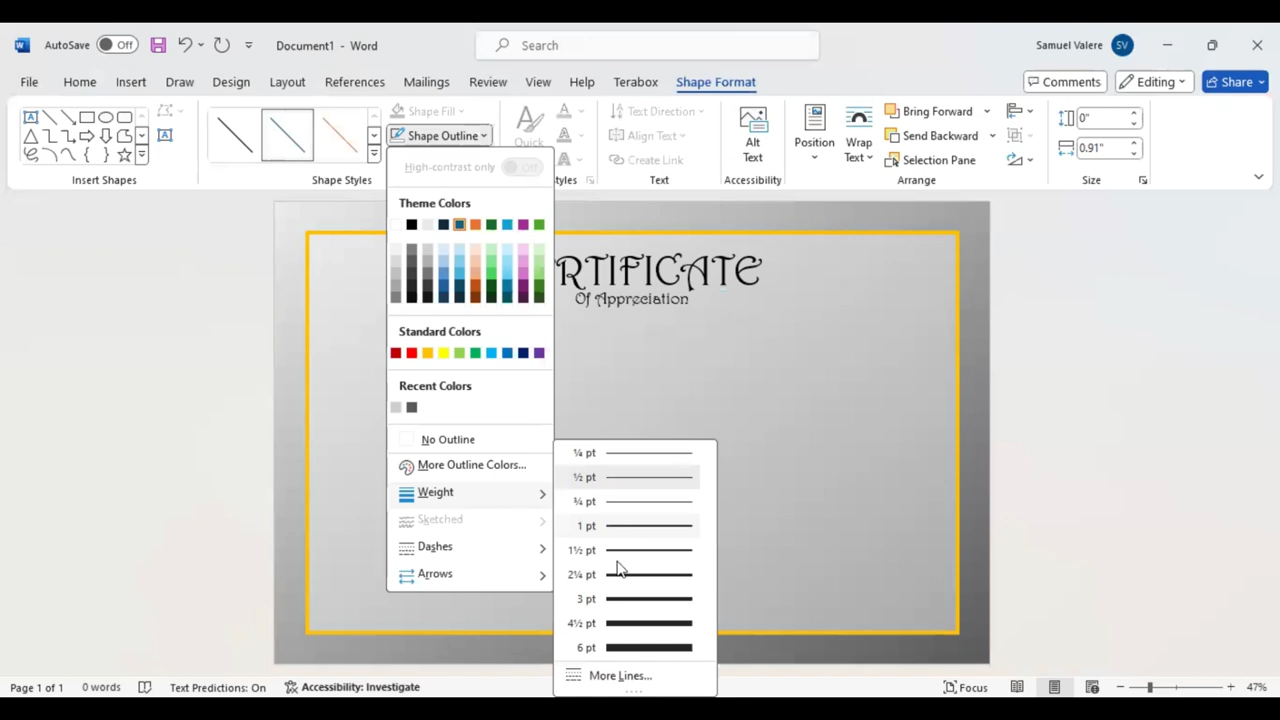 AutoSave Off Document1 - Word Search Samuel Valere SV
File Home Insert Draw Design Layout References Mailings Review View Help Terabox Shape Format Comments Editing Share
Shape Fill Text Direction Bring Forward 0"
Shape Outline Align Text Send Backward 0.91"
Quick Create Link Alt Text Position Wrap Text Selection Pane
Insert Shapes Shape Styles yles Text Accessibility Arrange Size
High-contrast only Off
Theme Colors
RTIFICATE
Of Appreciation
Standard Colors
Recent Colors
No Outline
More Outline Colors...
Weight
Sketched
Dashes
Arrows
¼ pt
½ pt
¾ pt
1 pt
1½ pt
2¼ pt
3 pt
4½ pt
6 pt
More Lines...
Page 1 of 1 0 words Text Predictions: On Accessibility: Investigate Focus 47%